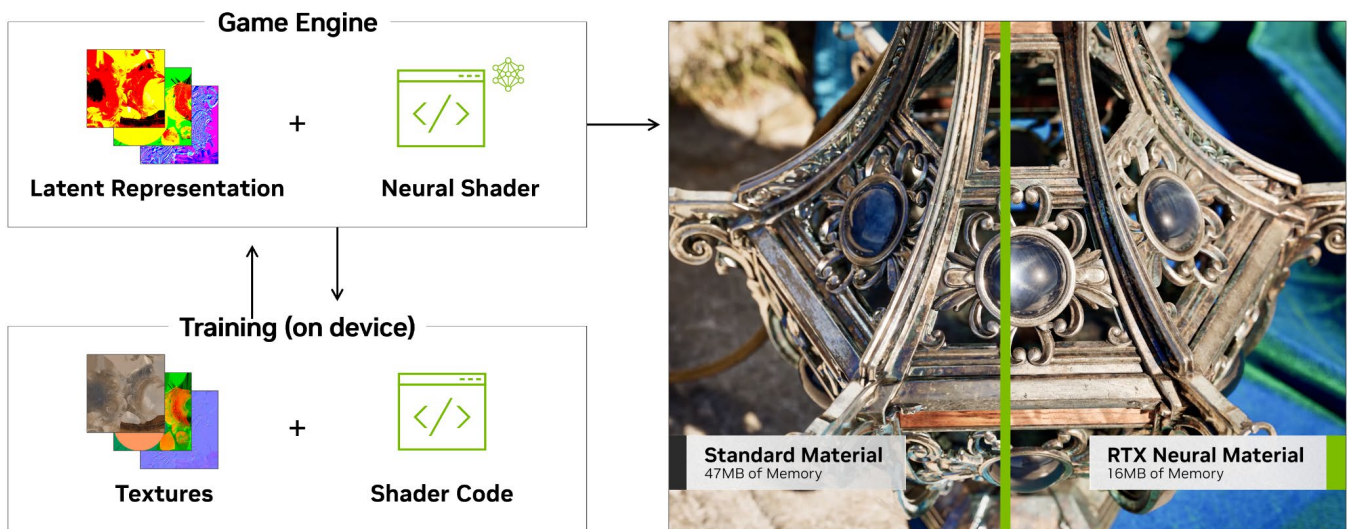 Game Engine
+
</>
Latent Representation
Neural Shader
Training (on device)
+
</>
Textures
Shader Code
Standard Material
47MB of Memory
RTX Neural Material
16MB of Memory